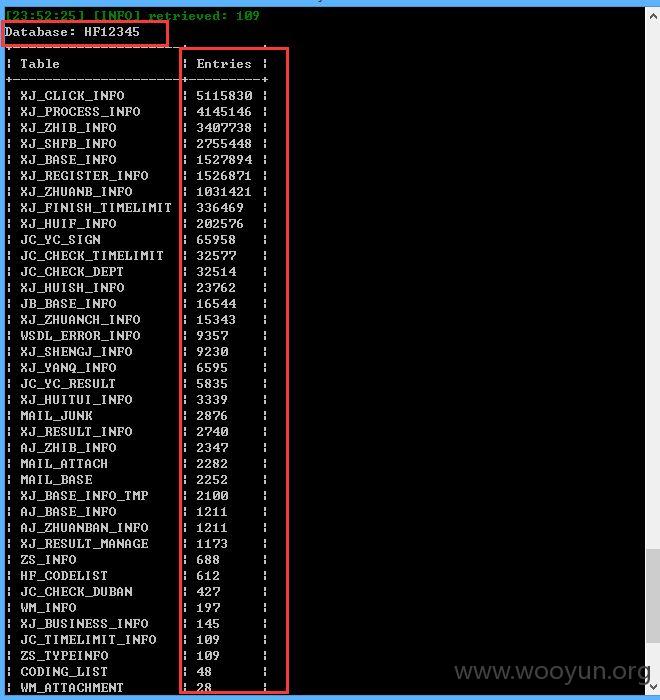 [23:52:25] [INFO] retrieved: 109
Database: HF12345
Table Entries
XJ_CLICK_INFO 5115830
XJ_PROCESS_INFO 4145146
XJ_ZHIB_INFO 3407738
XJ_SHFB_INFO 2755448
XJ_BASE_INFO 1527894
XJ_REGISTER_INFO 1526871
XJ_ZHUANB_INFO 1031421
XJ_FINISH_TIMELIMIT 336469
XJ_HUIF_INFO 202576
JC_YC_SIGN 65958
JC_CHECK_TIMELIMIT 32577
JC_CHECK_DEPT 32514
XJ_HUISH_INFO 23762
JB_BASE_INFO 16544
XJ_ZHUANCH_INFO 15343
WSDL_ERROR_INFO 9357
XJ_SHENGJ_INFO 9230
XJ_YANQ_INFO 6595
JC_YC_RESULT 5835
XJ_HUITUI_INFO 3339
MAIL_JUNK 2876
XJ_RESULT_INFO 2740
AJ_ZHIB_INFO 2347
MAIL_ATTACH 2282
MAIL_BASE 2252
XJ_BASE_INFO_TMP 2100
AJ_BASE_INFO 1211
AJ_ZHUANBAN_INFO 1211
XJ_RESULT_MANAGE 1173
ZS_INFO 688
HF_CODELIST 612
JC_CHECK_DUBAN 427
WM_INFO 197
XJ_BUSINESS_INFO 145
JC_TIMELIMIT_INFO 109
ZS_TYPEINFO 109
CODING_LIST 48
WM_ATTACHMENT 28
www.wooyun.org